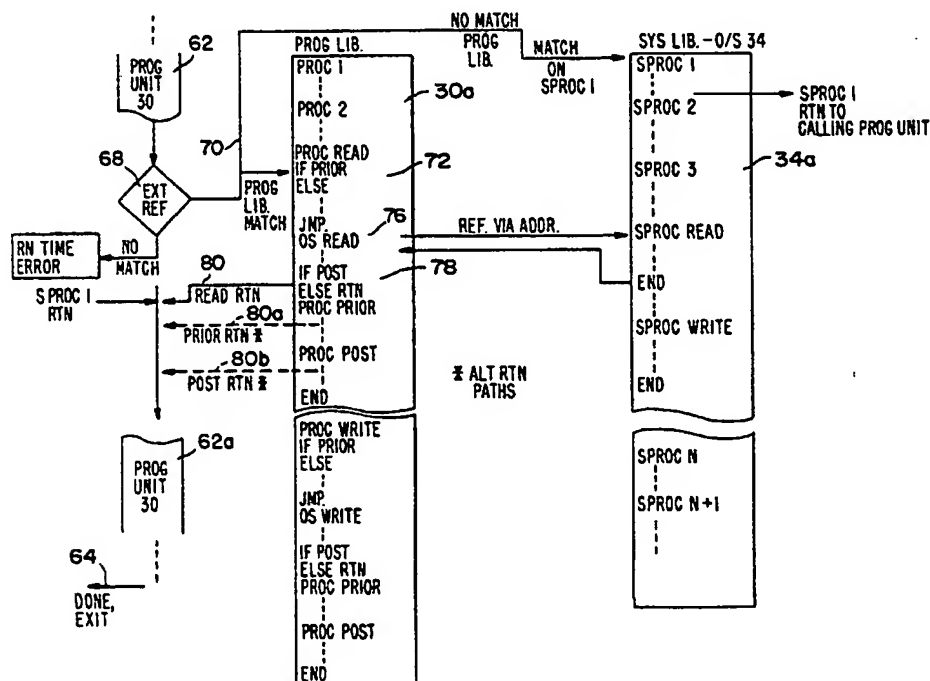 62
PROG
UNIT
30
68
EXT
REF
NO
MATCH
RN TIME
ERROR
SPROC 1
RTN
70
PROG
LIB.
MATCH
80
READ RTN
80a
PRIOR RTN *
80b
POST RTN *
62a
PROG
UNIT
30
64
DONE,
EXIT
PROG LIB.
PROC 1
30a
PROC 2
PROC READ
IF PRIOR
ELSE
72
JMP.
OS READ
76
IF POST
ELSE RTN
PROC PRIOR
78
PROC POST
END
PROC WRITE
IF PRIOR
ELSE
JMP.
OS WRITE
IF POST
ELSE RTN
PROC PRIOR
PROC POST
END
NO MATCH
PROG
LIB.
MATCH
ON
SPROC 1
REF. VIA ADDR.
* ALT RTN
PATHS
SYS LIB.-O/S 34
SPROC 1
SPROC 2
SPROC 1
RTN TO
CALLING PROG UNIT
34a
SPROC 3
SPROC READ
END
SPROC WRITE
END
SPROC N
SPROC N+1